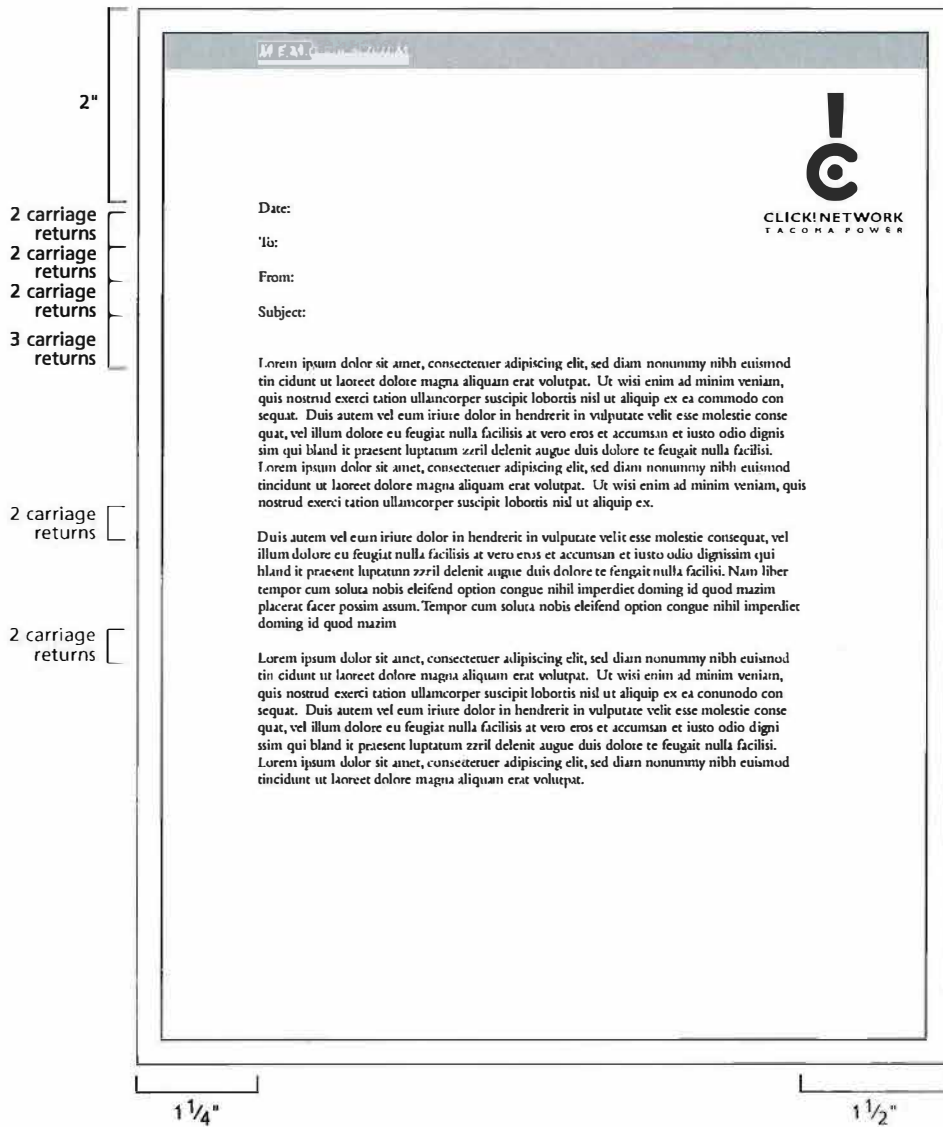 2"
2 carriage
returns
2 carriage
returns
2 carriage
returns
3 carriage
returns
2 carriage
returns
2 carriage
returns
CLICK!NETWORK
TACOMA POWER
Date:
To:
From:
Subject:
Lorem ipsum dolor sit amet, consectetuer adipiscing elit, sed diam nonummy nibh euismod
tin cidunt ut laoreet dolore magna aliquam erat volutpat. Ut wisi enim ad minim veniam,
quis nostrud exerci tation ullamcorper suscipit lobortis nisl ut aliquip ex ea commodo con
sequat. Duis autem vel eum iriure dolor in hendrerit in vulputate velit esse molestie conse
quat, vel illum dolore eu feugiat nulla facilisis at vero eros et accumsan et iusto odio dignis
sim qui bland it praesent luptatum zzril delenit augue duis dolore te feugait nulla facilisi.
Lorem ipsum dolor sit amet, consectetuer adipiscing elit, sed diam nonummy nibh euismod
tincidunt ut laoreet dolore magna aliquam erat volutpat. Ut wisi enim ad minim veniam, quis
nostrud exerci tation ullamcorper suscipit lobortis nisl ut aliquip ex.
Duis autem vel eum iriure dolor in hendrerit in vulputate velit esse molestie consequat, vel
illum dolore eu feugiat nulla facilisis at vero eros et accumsan et iusto odio dignissim qui
bland it praesent luptatum zzril delenit augue duis dolore te feugait nulla facilisi. Nam liber
tempor cum soluta nobis eleifend option congue nihil imperdiet doming id quod mazim
placerat facer possim assum. Tempor cum soluta nobis eleifend option congue nihil imperdiet
doming id quod mazim
Lorem ipsum dolor sit amet, consectetuer adipiscing elit, sed diam nonummy nibh euismod
tin cidunt ut laoreet dolore magna aliquam erat volutpat. Ut wisi enim ad minim veniam,
quis nostrud exerci tation ullamcorper suscipit lobortis nisl ut aliquip ex ea commodo con
sequat. Duis autem vel eum iriure dolor in hendrerit in vulputate velit esse molestie conse
quat, vel illum dolore eu feugiat nulla facilisis at vero eros et accumsan et iusto odio digni
ssim qui bland it praesent luptatum zzril delenit augue duis dolore te feugait nulla facilisi.
Lorem ipsum dolor sit amet, consectetuer adipiscing elit, sed diam nonummy nibh euismod
tincidunt ut laoreet dolore magna aliquam erat volutpat.
1 1/4"
1 1/2"